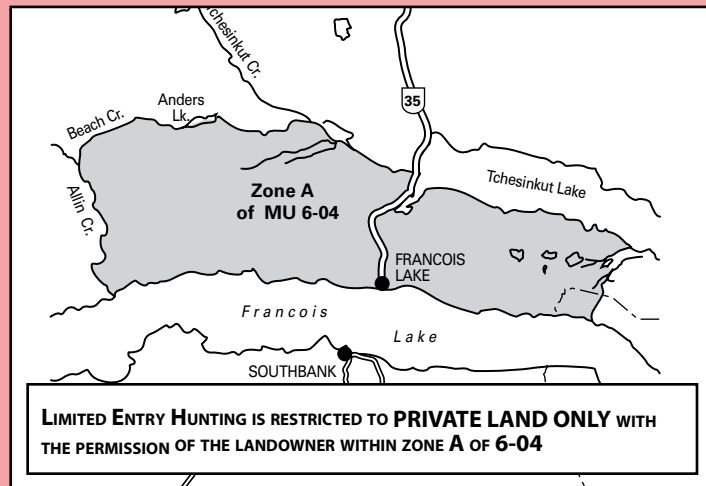 Tchesinkut Cr.
35
Anders
Lk.
Beach Cr.
Allin Cr.
Tchesinkut Lake
Zone A
of MU 6-04
FRANCOIS
LAKE
Francois
Lake
SOUTHBANK
LIMITED ENTRY HUNTING IS RESTRICTED TO PRIVATE LAND ONLY WITH
THE PERMISSION OF THE LANDOWNER WITHIN ZONE A OF 6-04